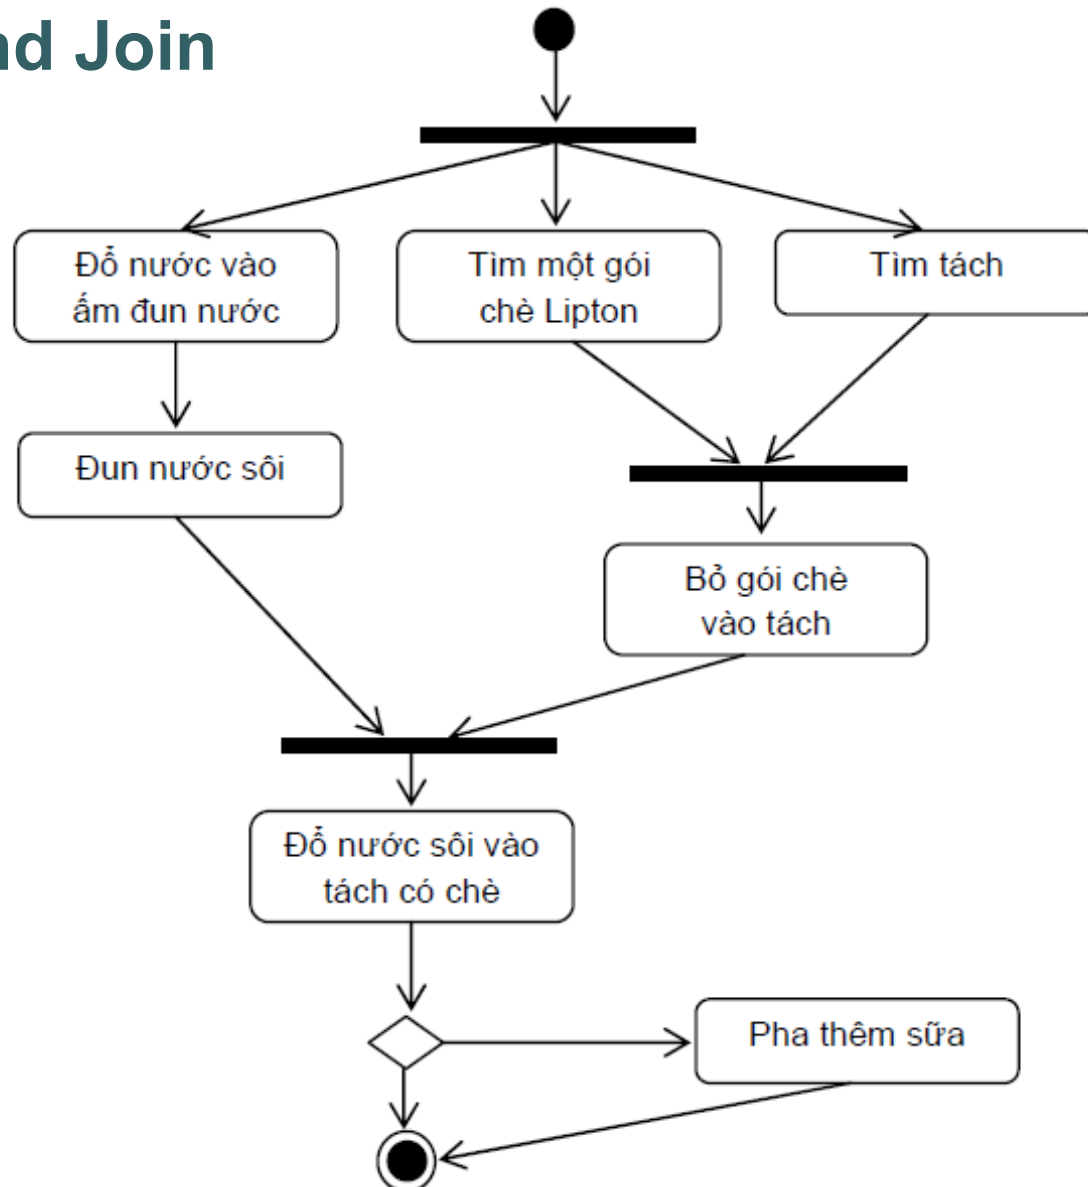 nd Join
Đổ nước vào
ấm đun nước
Tìm một gói
chè Lipton
Tìm tách
Đun nước sôi
Bỏ gói chè
vào tách
Đổ nước sôi vào
tách có chè
Pha thêm sữa